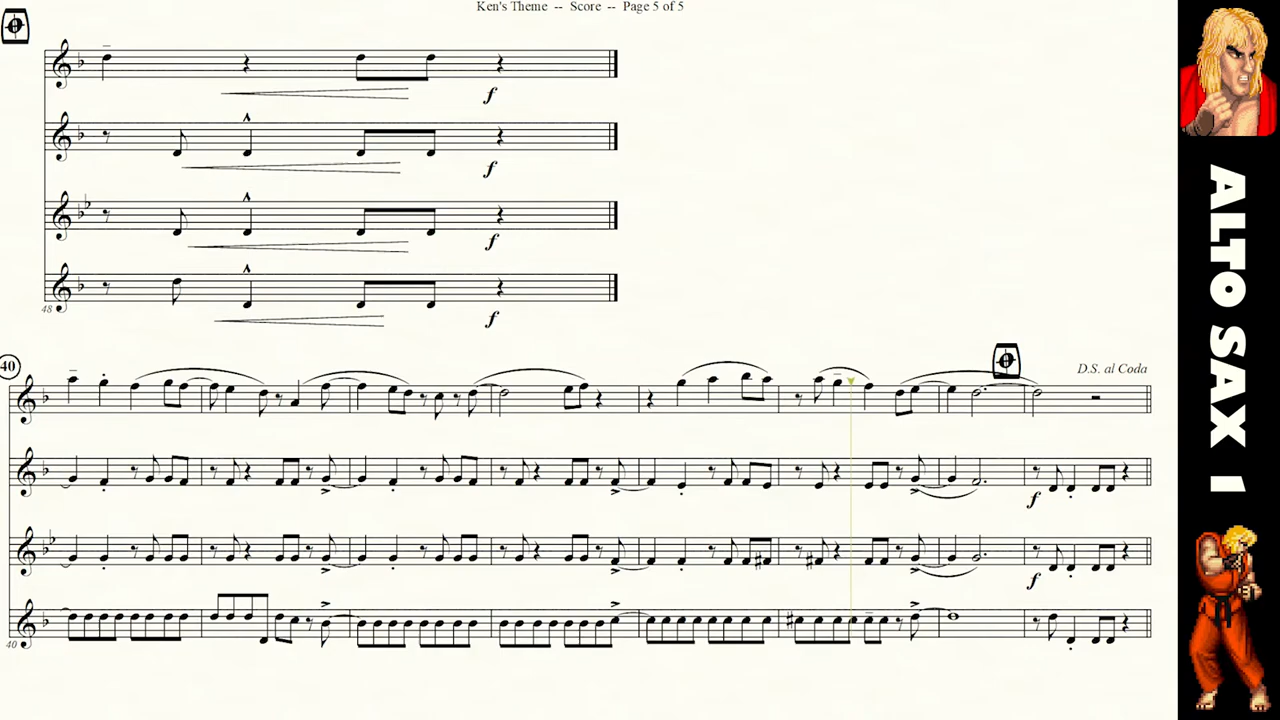 Ken's Theme -- Score -- Page 5 of 5
f
f
f
f
48
40
D.S. al Coda
f
f
40
ALTO SAX 1